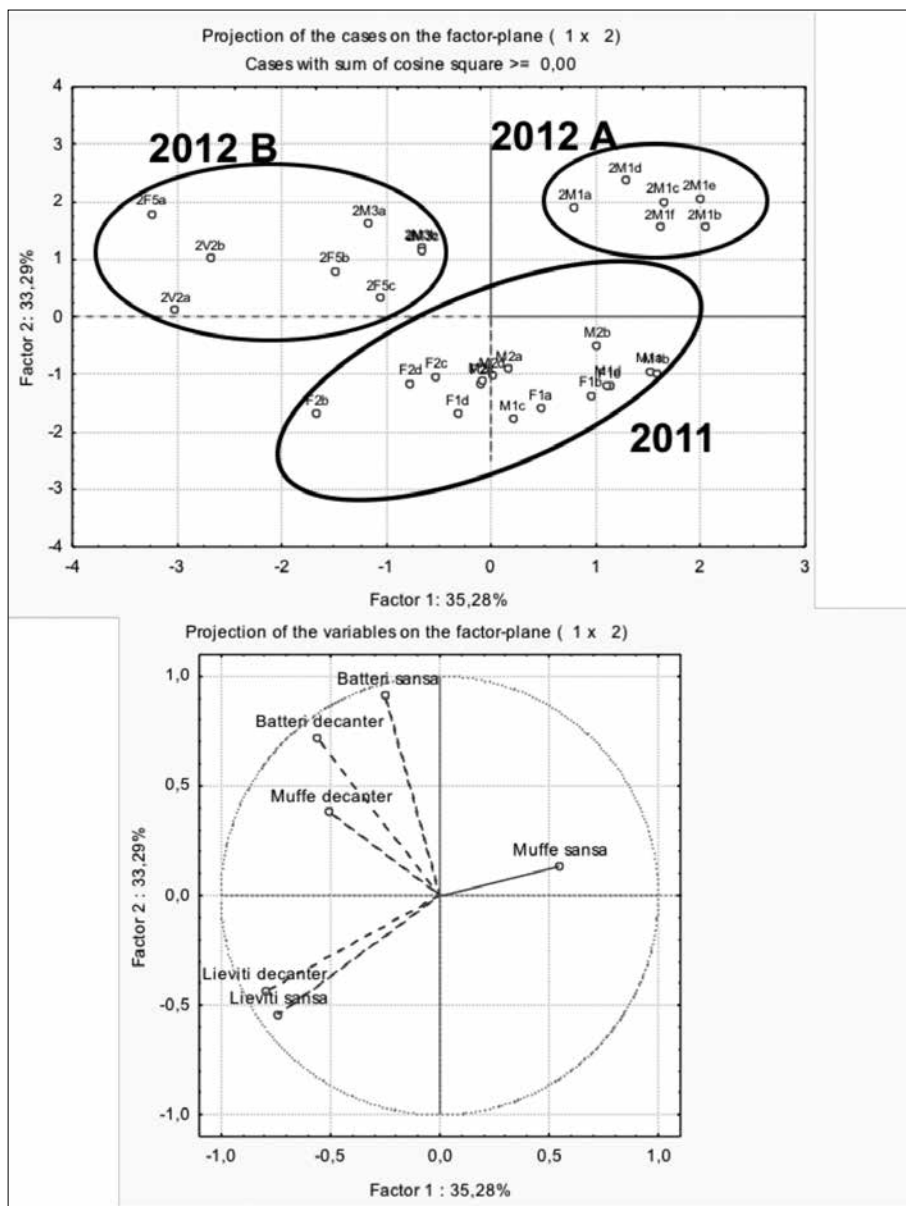 Projection of the cases on the factor-plane ( 1 x 2)
Cases with sum of cosine square >= 0,00
4
3
2
1
0
-1
-2
-3
-4
Factor 2: 33,29%
2012 B
2012 A
2F5a
2M3a
2V2b
2F5b
2F5c
2V2a
2M1d
2M1a
2M1c
2M1e
2M1f
2M1b
M2b
M2a
F2c
F2d
F2b
F1d
M1c
F1a
F1b
2011
-4
-3
-2
-1
0
1
2
3
Factor 1: 35,28%
Projection of the variables on the factor-plane ( 1 x 2)
1,0
0,5
0,0
-0,5
-1,0
Factor 2 : 33,29%
Batteri sansa
Batteri decanter
Muffe decanter
Muffe sansa
Lieviti decanter
Lieviti sansa
-1,0
-0,5
0,0
0,5
1,0
Factor 1 : 35,28%